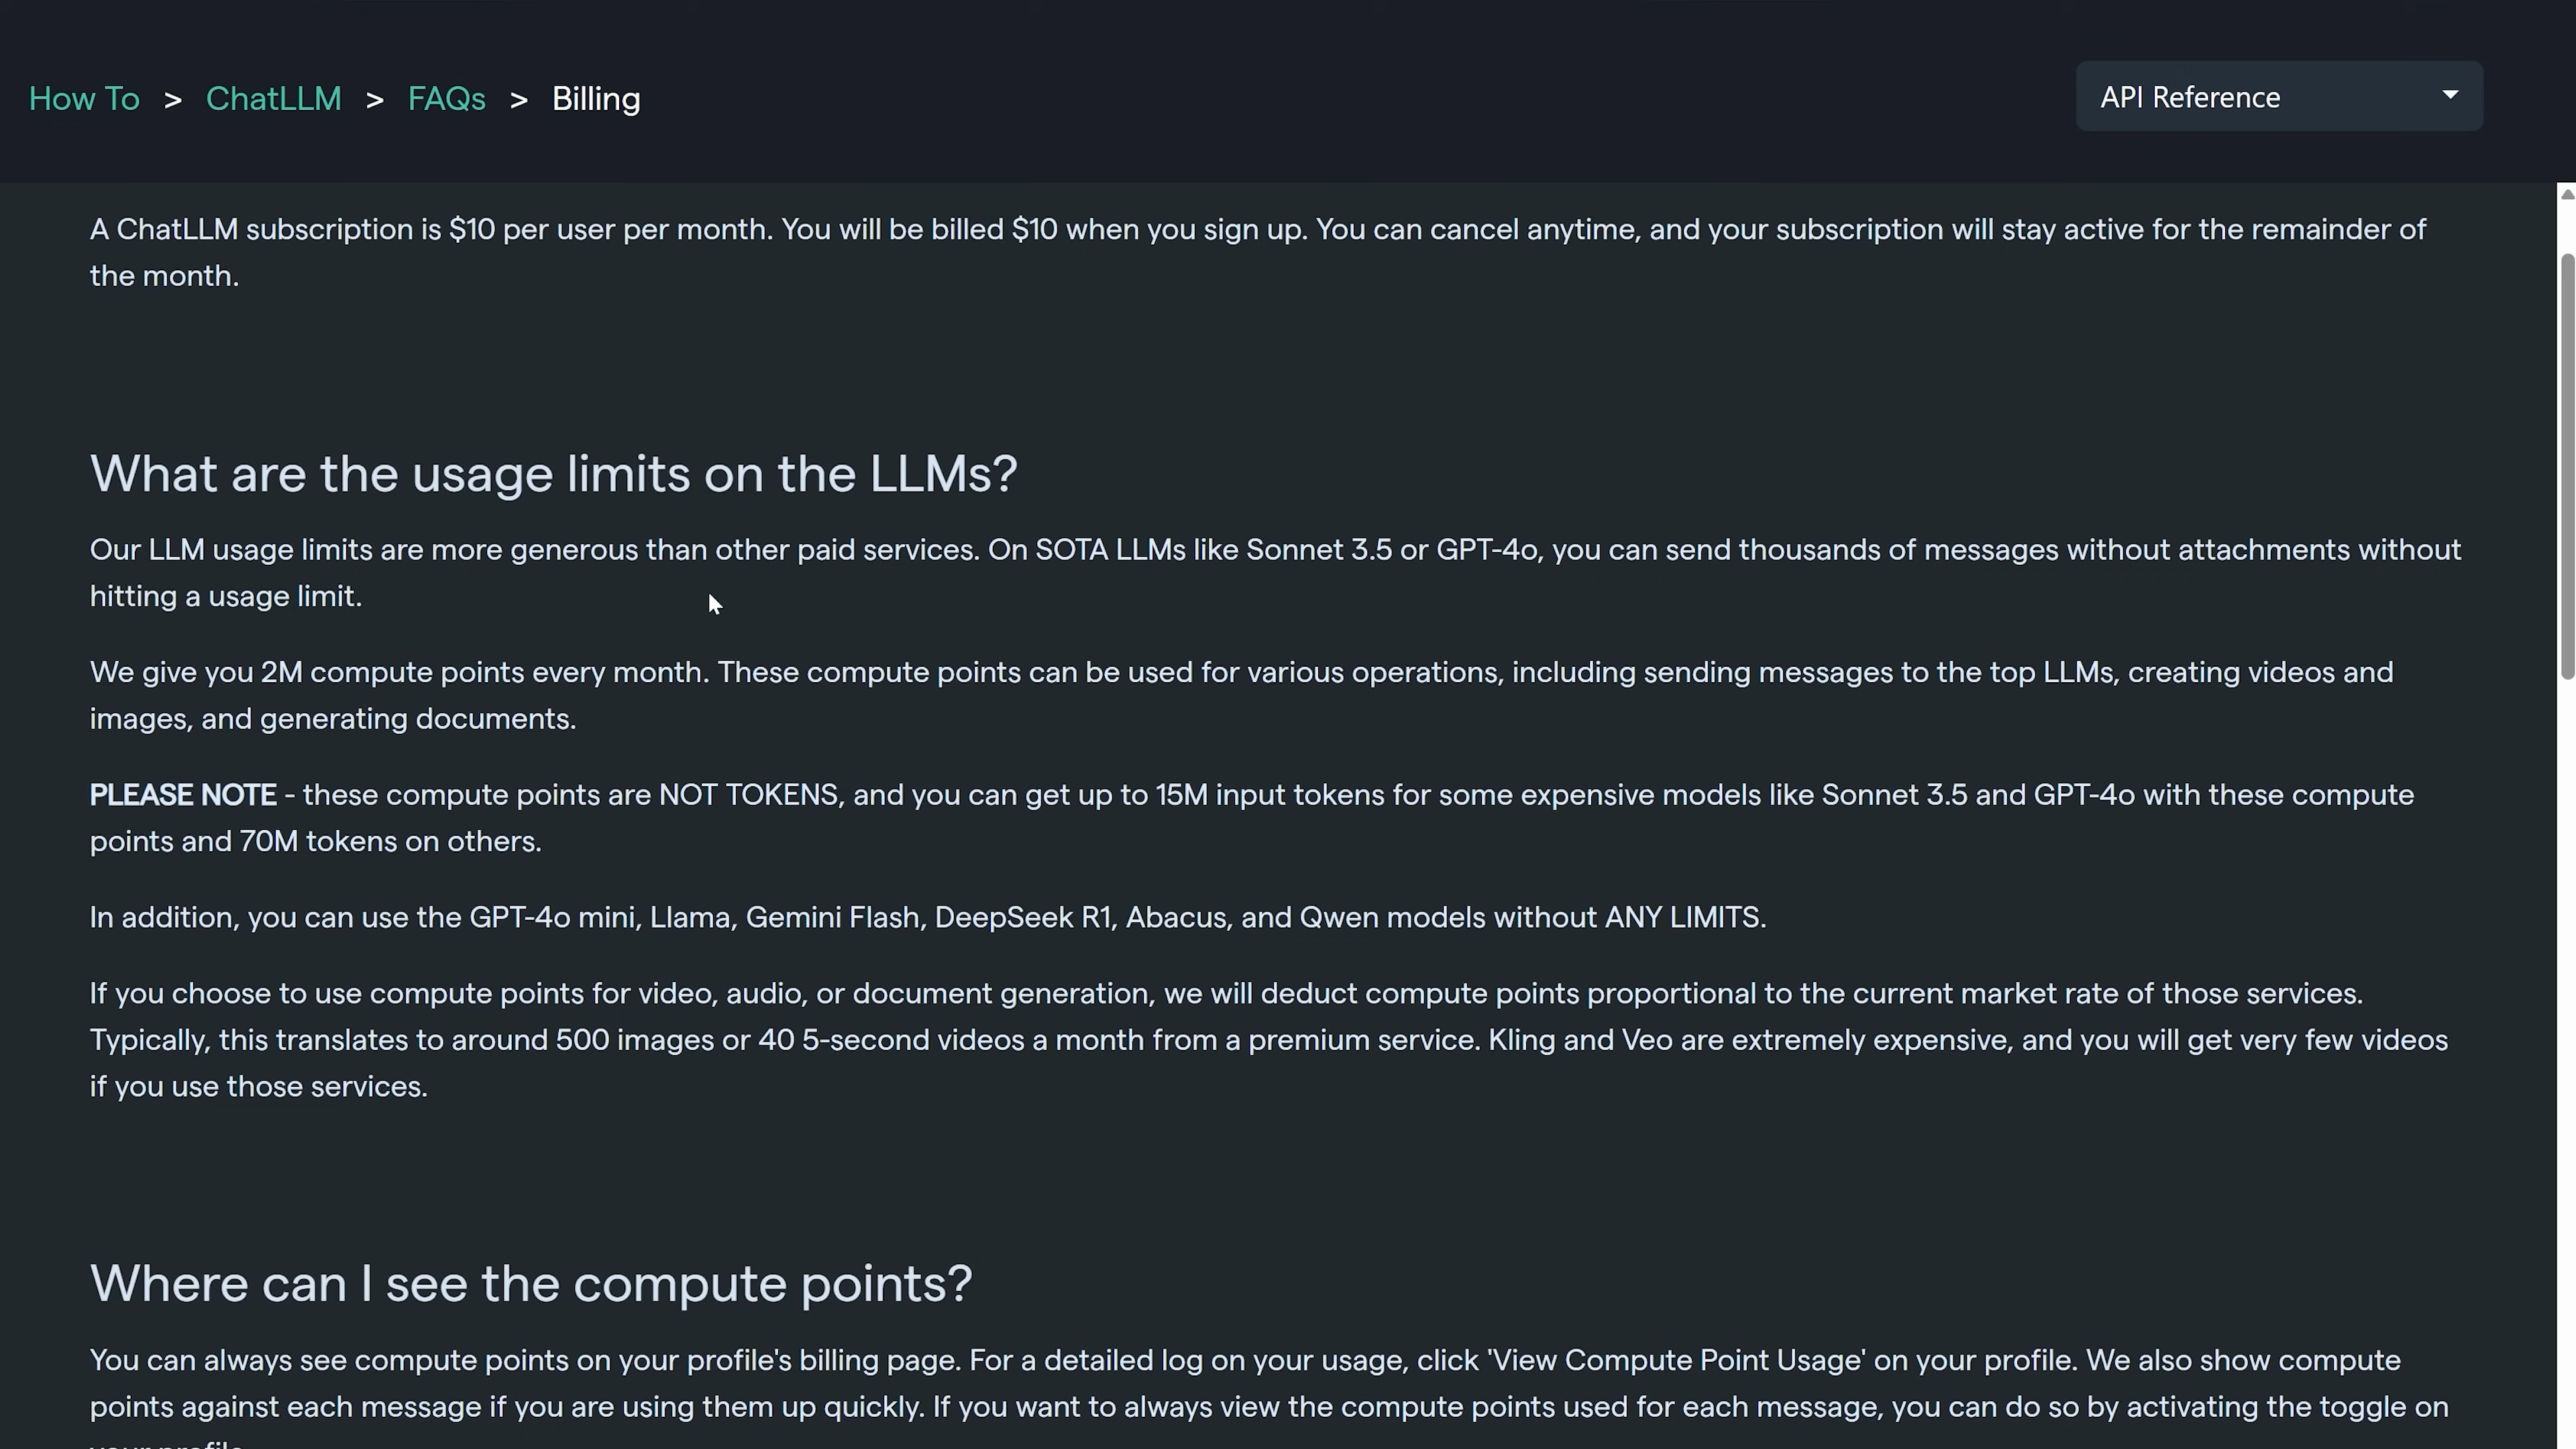 How To > ChatLLM > FAQs > Billing
API Reference
A ChatLLM subscription is $10 per user per month. You will be billed $10 when you sign up. You can cancel anytime, and your subscription will stay active for the remainder of
the month.
What are the usage limits on the LLMs?
Our LLM usage limits are more generous than other paid services. On SOTA LLMs like Sonnet 3.5 or GPT-4o, you can send thousands of messages without attachments without
hitting a usage limit.
We give you 2M compute points every month. These compute points can be used for various operations, including sending messages to the top LLMs, creating videos and
images, and generating documents.
PLEASE NOTE - these compute points are NOT TOKENS, and you can get up to 15M input tokens for some expensive models like Sonnet 3.5 and GPT-4o with these compute
points and 70M tokens on others.
In addition, you can use the GPT-4o mini, Llama, Gemini Flash, DeepSeek R1, Abacus, and Qwen models without ANY LIMITS.
If you choose to use compute points for video, audio, or document generation, we will deduct compute points proportional to the current market rate of those services.
Typically, this translates to around 500 images or 40 5-second videos a month from a premium service. Kling and Veo are extremely expensive, and you will get very few videos
if you use those services.
Where can I see the compute points?
You can always see compute points on your profile's billing page. For a detailed log on your usage, click 'View Compute Point Usage' on your profile. We also show compute
points against each message if you are using them up quickly. If you want to always view the compute points used for each message, you can do so by activating the toggle on